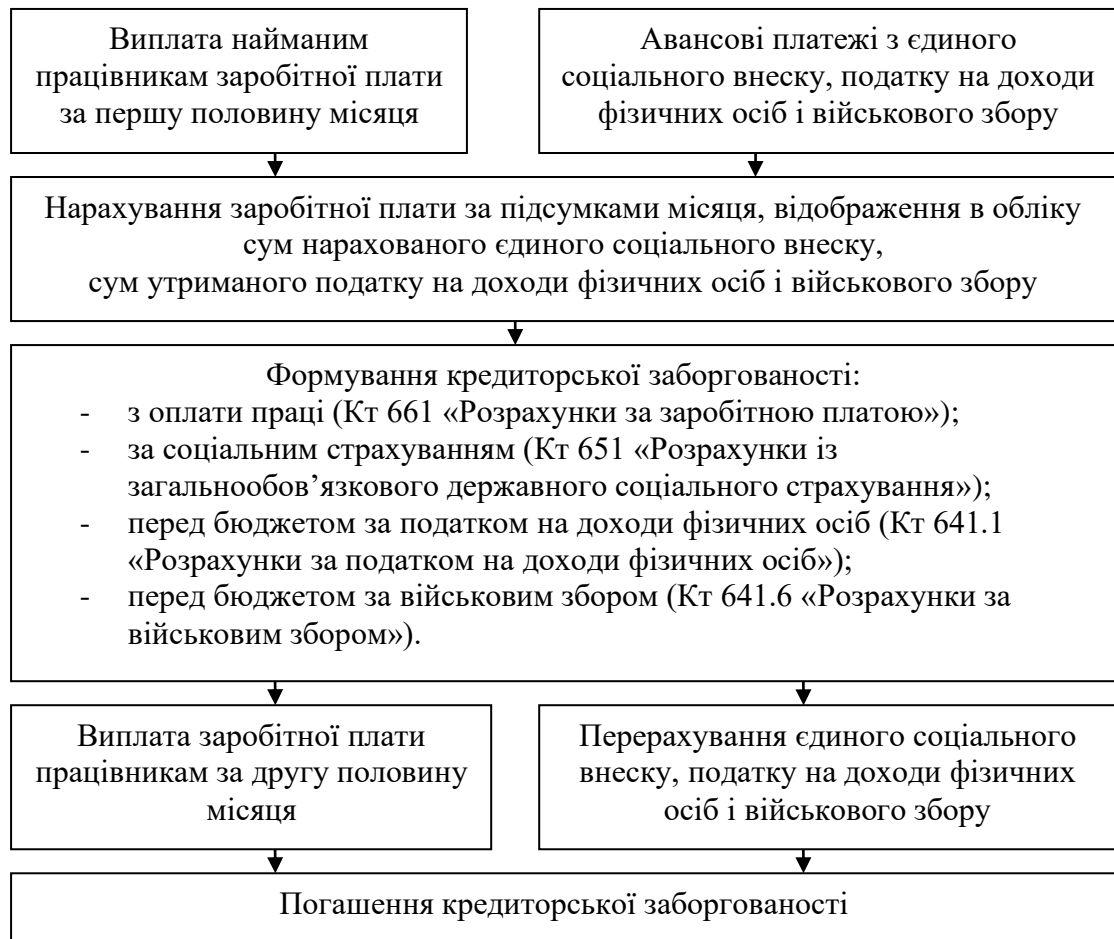 Виплата найманим
працівникам заробітної плати
за першу половину місяця
Авансові платежі з єдиного
соціального внеску, податку на доходи
фізичних осіб і військового збору
Нарахування заробітної плати за підсумками місяця, відображення в обліку
сум нарахованого єдиного соціального внеску,
сум утриманого податку на доходи фізичних осіб і військового збору
Формування кредиторської заборгованості:
- з оплати праці (Кт 661 «Розрахунки за заробітною платою»);
- за соціальним страхуванням (Кт 651 «Розрахунки із
загальнообов’язкового державного соціального страхування»);
- перед бюджетом за податком на доходи фізичних осіб (Кт 641.1
«Розрахунки за податком на доходи фізичних осіб»);
- перед бюджетом за військовим збором (Кт 641.6 «Розрахунки за
військовим збором»).
Виплата заробітної плати
працівникам за другу половину
місяця
Перерахування єдиного соціального
внеску, податку на доходи фізичних
осіб і військового збору
Погашення кредиторської заборгованості